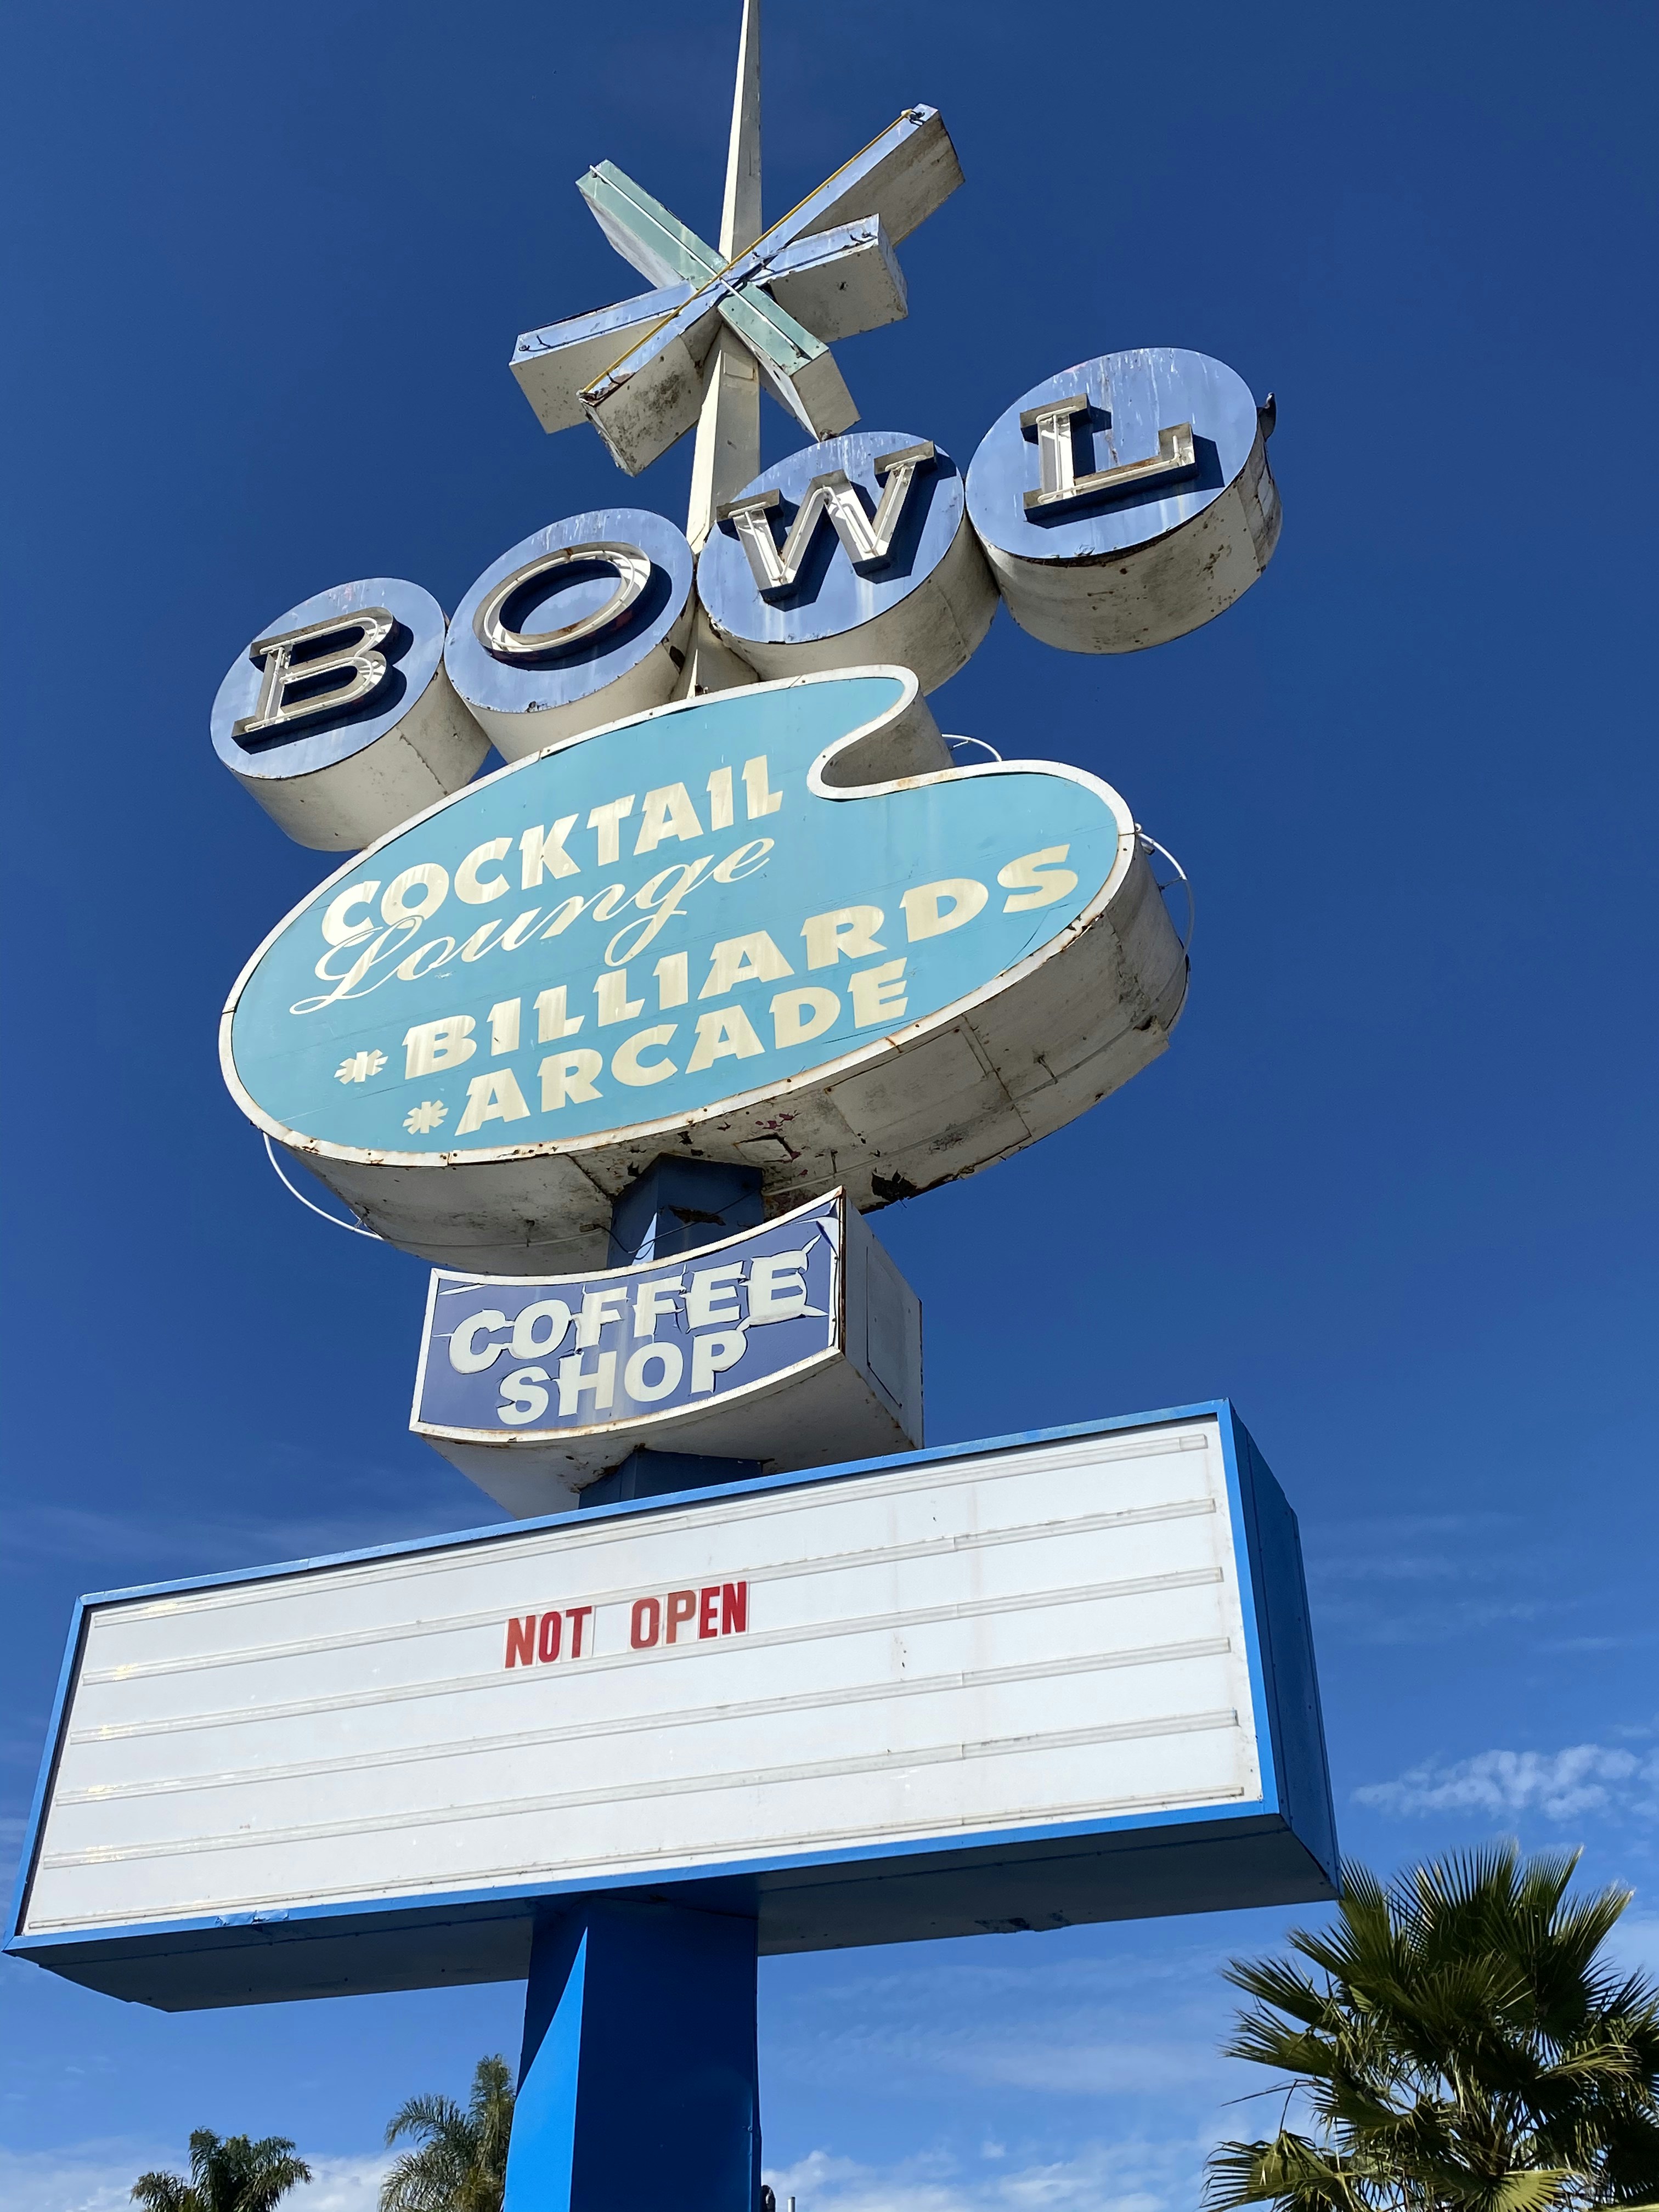 BOWL
COCKTAIL
Lounge
* BILLIARDS
* ARCADE
COFFEE
SHOP
NOT OPEN